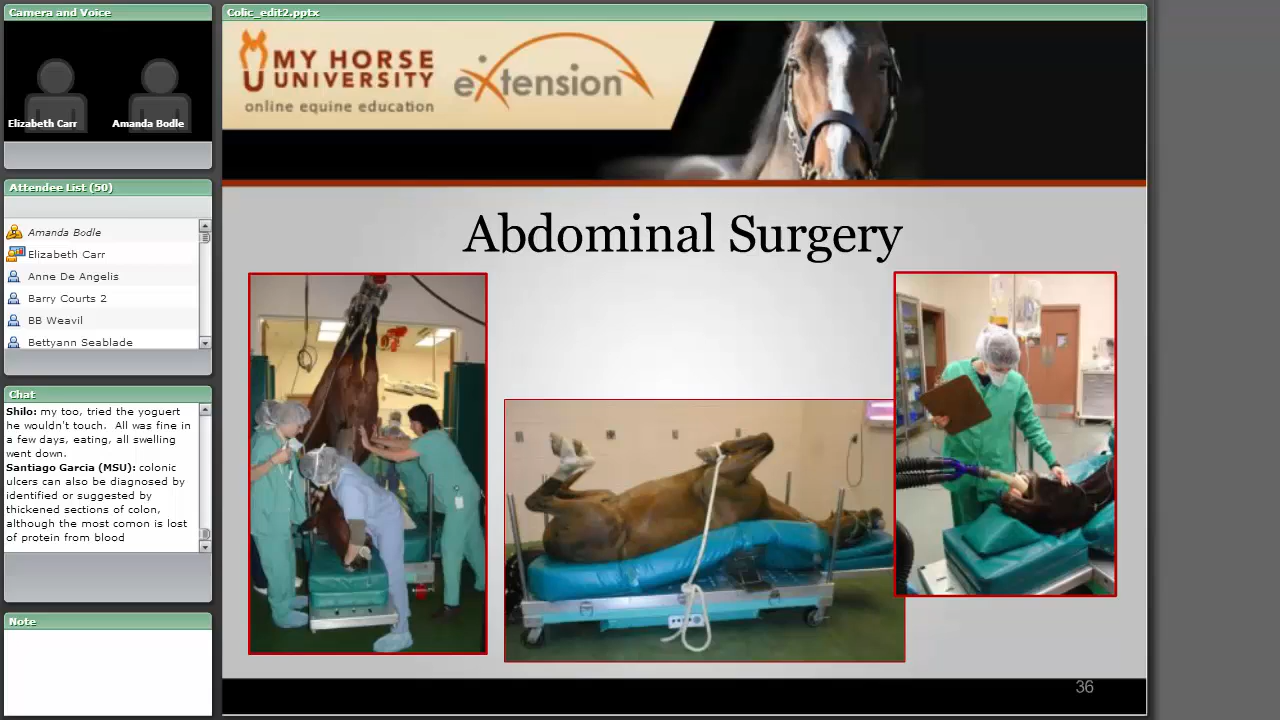 Camera and Voice
Elizabeth Carr
Amanda Bodle
Attendee List (50)
Amanda Bodle
Elizabeth Carr
Anne De Angelis
Barry Courts 2
BB Weavil
Bettyann Seablade
Chat
Shilo: my too, tried the yoguert
he wouldn't touch. All was fine in
a few days, eating, all swelling
went down.
Santiago Garcia (MSU): colonic
ulcers can also be diagnosed by
identified or suggested by
thickened sections of colon,
although the most comon is lost
of protein from blood
Note
Colic_edit2.pptx
MY HORSE
UNIVERSITY
online equine education
eXtension
Abdominal Surgery
36